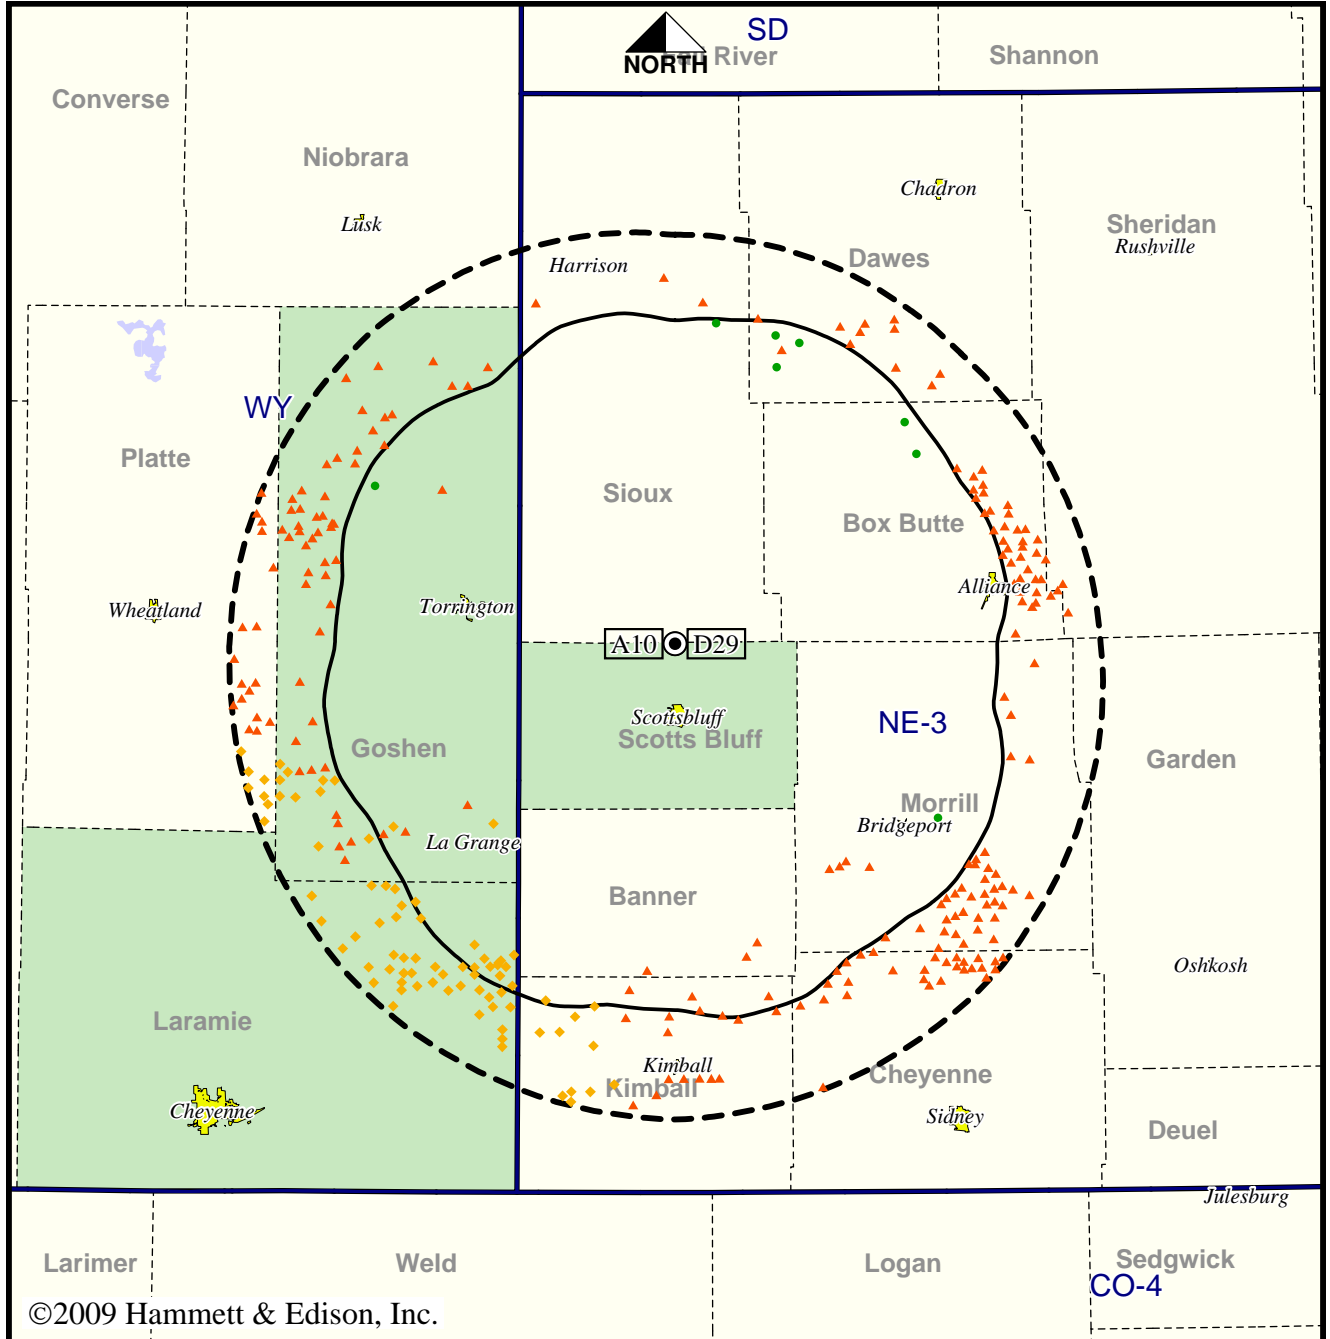 SD
NORTH
River
Shannon
Converse
Niobrara
Lusk
Chadron
Sheridan
Rushville
Harrison
Dawes
WY
Platte
Sioux
Box Butte
Alliance
Wheatland
Torrington
A10
D29
Scottsbluff
Scotts Bluff
NE-3
Goshen
Garden
Morrill
Bridgeport
La Grange
Banner
Oshkosh
Laramie
Kimball
Kimball
Cheyenne
Cheyenne
Sidney
Deuel
Julesburg
Larimer
Weld
Logan
Sedgwick
CO-4
©2009 Hammett & Edison, Inc.